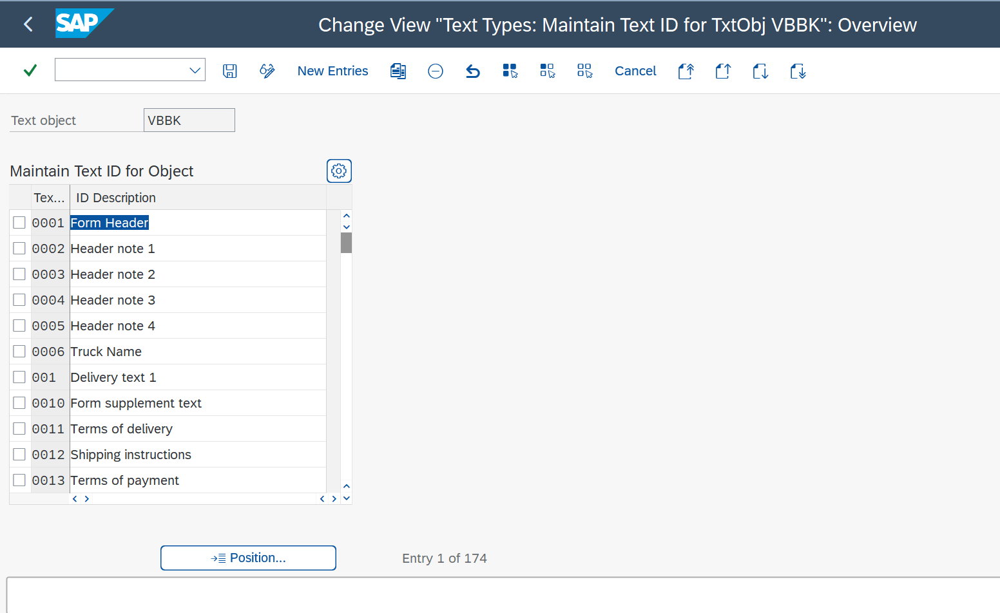 SAP
Change View "Text Types: Maintain Text ID for TxtObj VBBK": Overview
New Entries
Cancel
Text object VBBK
Maintain Text ID for Object
Tex... ID Description
0001 Form Header
0002 Header note 1
0003 Header note 2
0004 Header note 3
0005 Header note 4
0006 Truck Name
001 Delivery text 1
0010 Form supplement text
0011 Terms of delivery
0012 Shipping instructions
0013 Terms of payment
Position... Entry 1 of 174